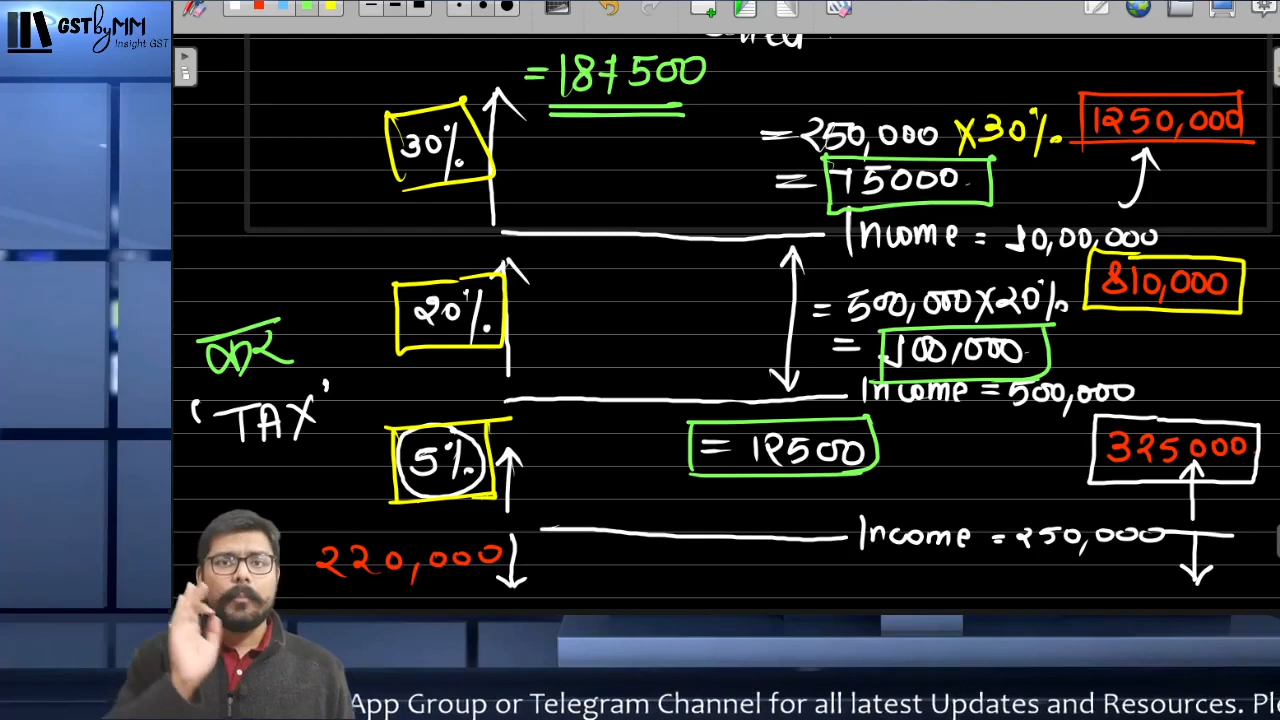 GSTbyMM
Insight GST
= 187500
30%
= 250,000 X 30%
1250,000
= 75000
Income = 10,00,000
20%
810,000
= 500,000 X 20%
= 100,000
'TAX'
Income = 500,000
5%
= 12500
325000
Income = 250,000
220,000
App Group or Telegram Channel for all latest Updates and Resources. Ple